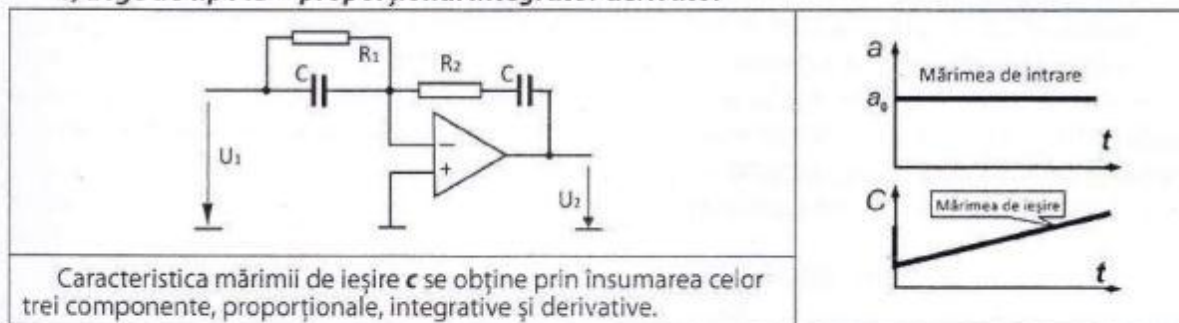 R₁
C
R₂
C
U₁
−
+
U₂
a
Mărimea de intrare
a₀
t
C
Mărimea de ieșire
t
Caracteristica mărimii de ieșire c se obține prin însumarea celor
trei componente, proporționale, integrative și derivative.